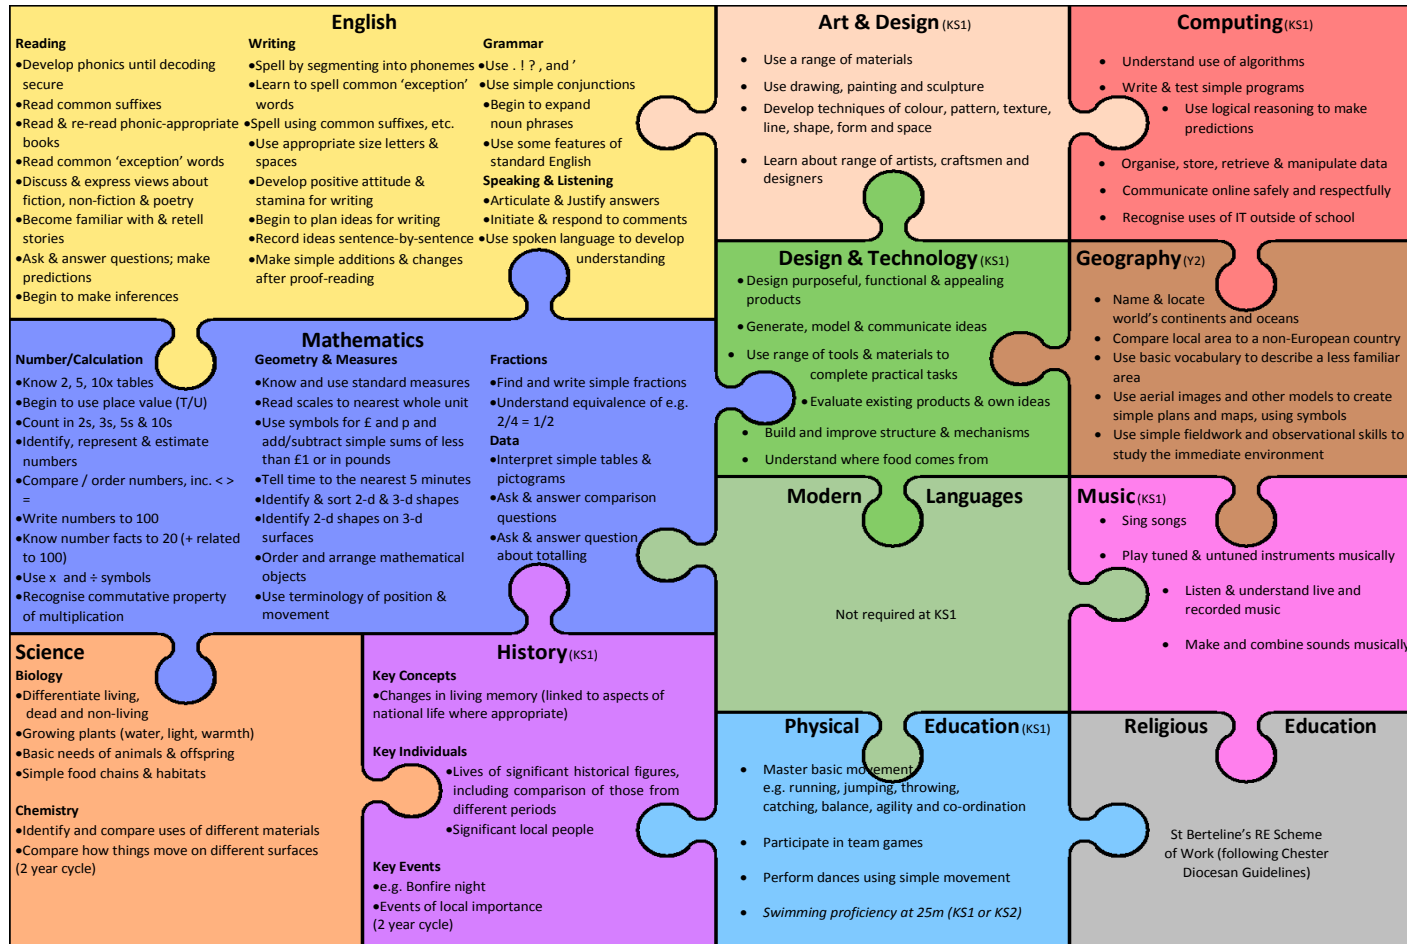 English
Reading
•Develop phonics until decoding
secure
•Read common suffixes
•Read & re-read phonic-appropriate
books
•Read common ‘exception’ words
•Discuss & express views about
fiction, non-fiction & poetry
•Become familiar with & retell
stories
•Ask & answer questions; make
predictions
•Begin to make inferences
Writing
•Spell by segmenting into phonemes
•Learn to spell common ‘exception’
words
•Spell using common suffixes, etc.
•Use appropriate size letters &
spaces
•Develop positive attitude &
stamina for writing
•Begin to plan ideas for writing
•Record ideas sentence-by-sentence
•Make simple additions & changes
after proof-reading
Grammar
•Use . ! ? , and ’
•Use simple conjunctions
•Begin to expand
noun phrases
•Use some features of
standard English
Speaking & Listening
•Articulate & Justify answers
•Initiate & respond to comments
•Use spoken language to develop
understanding
Art & Design (KS1)
• Use a range of materials
• Use drawing, painting and sculpture
• Develop techniques of colour, pattern, texture,
line, shape, form and space
• Learn about range of artists, craftsmen and
designers
Computing (KS1)
• Understand use of algorithms
• Write & test simple programs
• Use logical reasoning to make
predictions
• Organise, store, retrieve & manipulate data
• Communicate online safely and respectfully
• Recognise uses of IT outside of school
Mathematics
Number/Calculation
•Know 2, 5, 10x tables
•Begin to use place value (T/U)
•Count in 2s, 3s, 5s & 10s
•Identify, represent & estimate
numbers
•Compare / order numbers, inc. < >
=
•Write numbers to 100
•Know number facts to 20 (+ related
to 100)
•Use x and ÷ symbols
•Recognise commutative property
of multiplication
Geometry & Measures
•Know and use standard measures
•Read scales to nearest whole unit
•Use symbols for £ and p and
add/subtract simple sums of less
than £1 or in pounds
•Tell time to the nearest 5 minutes
•Identify & sort 2-d & 3-d shapes
•Identify 2-d shapes on 3-d
surfaces
•Order and arrange mathematical
objects
•Use terminology of position &
movement
Fractions
•Find and write simple fractions
•Understand equivalence of e.g.
2/4 = 1/2
Data
•Interpret simple tables &
pictograms
•Ask & answer comparison
questions
•Ask & answer question
about totalling
Design & Technology (KS1)
• Design purposeful, functional & appealing
products
• Generate, model & communicate ideas
• Use range of tools & materials to
complete practical tasks
• Evaluate existing products & own ideas
• Build and improve structure & mechanisms
• Understand where food comes from
Geography (Y2)
• Name & locate
world’s continents and oceans
• Compare local area to a non-European country
• Use basic vocabulary to describe a less familiar
area
• Use aerial images and other models to create
simple plans and maps, using symbols
• Use simple fieldwork and observational skills to
study the immediate environment
Modern Languages
Not required at KS1
Music (KS1)
• Sing songs
• Play tuned & untuned instruments musically
• Listen & understand live and
recorded music
• Make and combine sounds musically
Science
Biology
•Differentiate living,
dead and non-living
•Growing plants (water, light, warmth)
•Basic needs of animals & offspring
•Simple food chains & habitats
Chemistry
•Identify and compare uses of different materials
•Compare how things move on different surfaces
(2 year cycle)
History (KS1)
Key Concepts
•Changes in living memory (linked to aspects of
national life where appropriate)
Key Individuals
•Lives of significant historical figures,
including comparison of those from
different periods
•Significant local people
Key Events
•e.g. Bonfire night
•Events of local importance
(2 year cycle)
Physical Education (KS1)
• Master basic movement,
e.g. running, jumping, throwing,
catching, balance, agility and co-ordination
• Participate in team games
• Perform dances using simple movement
• Swimming proficiency at 25m (KS1 or KS2)
Religious Education
St Berteline’s RE Scheme
of Work (following Chester
Diocesan Guidelines)